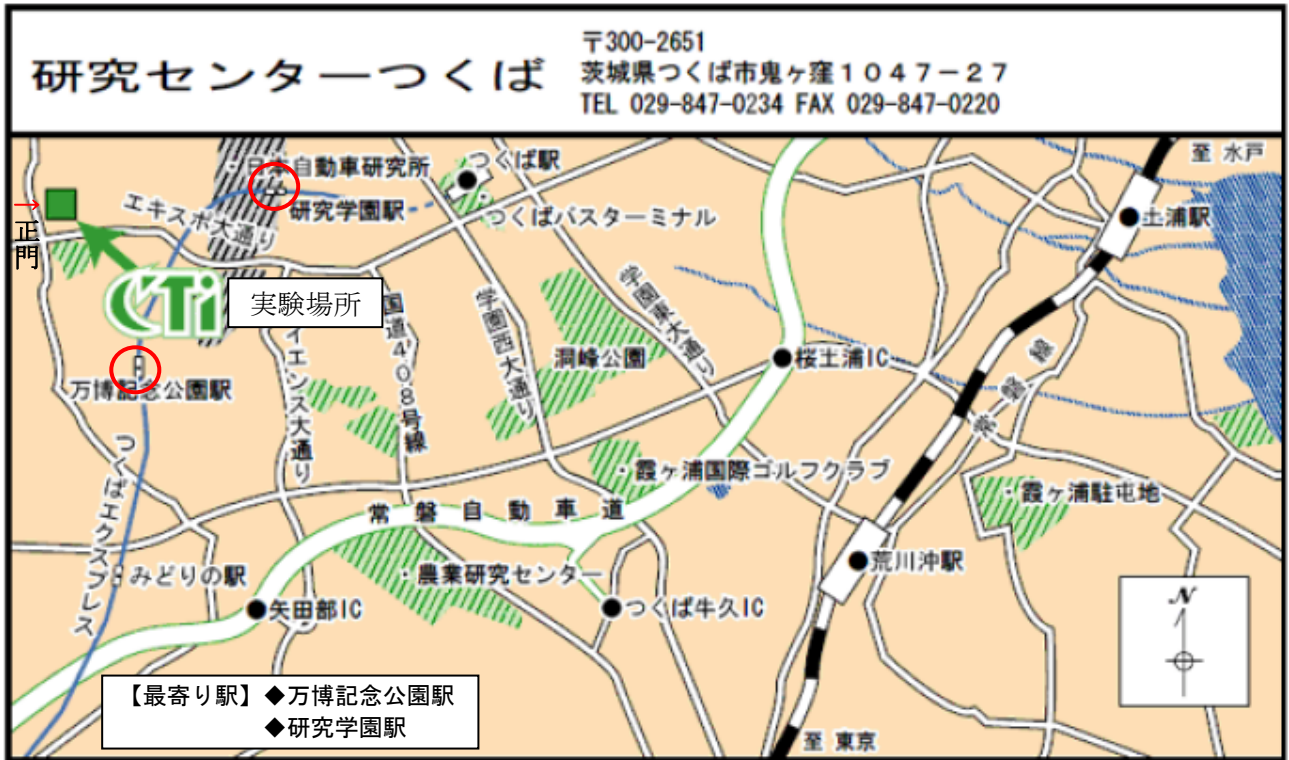 研究センターつくば
〒300-2651
茨城県つくば市鬼ヶ窪１０４７－２７
TEL 029-847-0234 FAX 029-847-0220
至 水戸
・日本自動車研究所
つくば駅
研究学園駅
・つくばバスターミナル
土浦駅
→
正門
エキスポ大通り
CTi
実験場所
国道408号線
イエンス大通り
学園西大通り
学園東大通り
洞峰公園
桜土浦IC
常磐線
万博記念公園駅
つくばエクスプレス
・霞ヶ浦国際ゴルフクラブ
・霞ヶ浦駐屯地
常磐自動車道
荒川沖駅
みどりの駅
・農業研究センター
矢田部IC
つくば牛久IC
N
【最寄り駅】◆万博記念公園駅
◆研究学園駅
至 東京